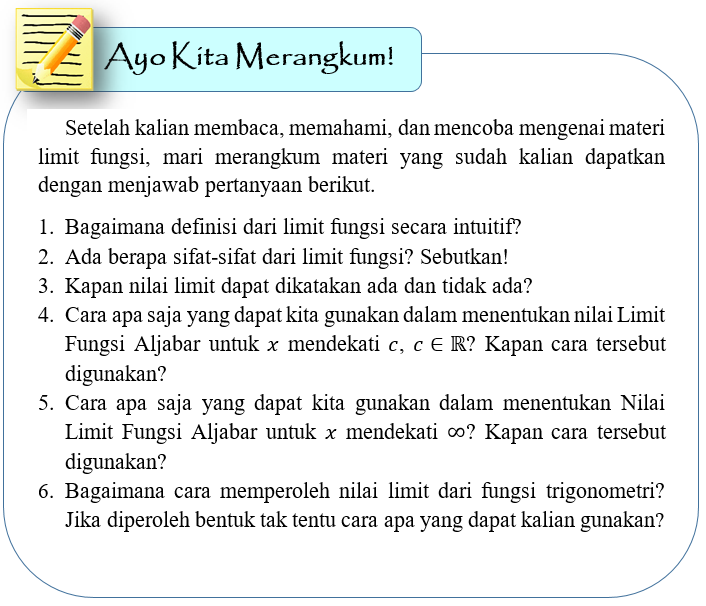 Ayo Kita Merangkum!
Setelah kalian membaca, memahami, dan mencoba mengenai materi
limit fungsi, mari merangkum materi yang sudah kalian dapatkan
dengan menjawab pertanyaan berikut.
1. Bagaimana definisi dari limit fungsi secara intuitif?
2. Ada berapa sifat-sifat dari limit fungsi? Sebutkan!
3. Kapan nilai limit dapat dikatakan ada dan tidak ada?
4. Cara apa saja yang dapat kita gunakan dalam menentukan nilai Limit
Fungsi Aljabar untuk x mendekati c, c ∈ ℝ? Kapan cara tersebut
digunakan?
5. Cara apa saja yang dapat kita gunakan dalam menentukan Nilai
Limit Fungsi Aljabar untuk x mendekati ∞? Kapan cara tersebut
digunakan?
6. Bagaimana cara memperoleh nilai limit dari fungsi trigonometri?
Jika diperoleh bentuk tak tentu cara apa yang dapat kalian gunakan?